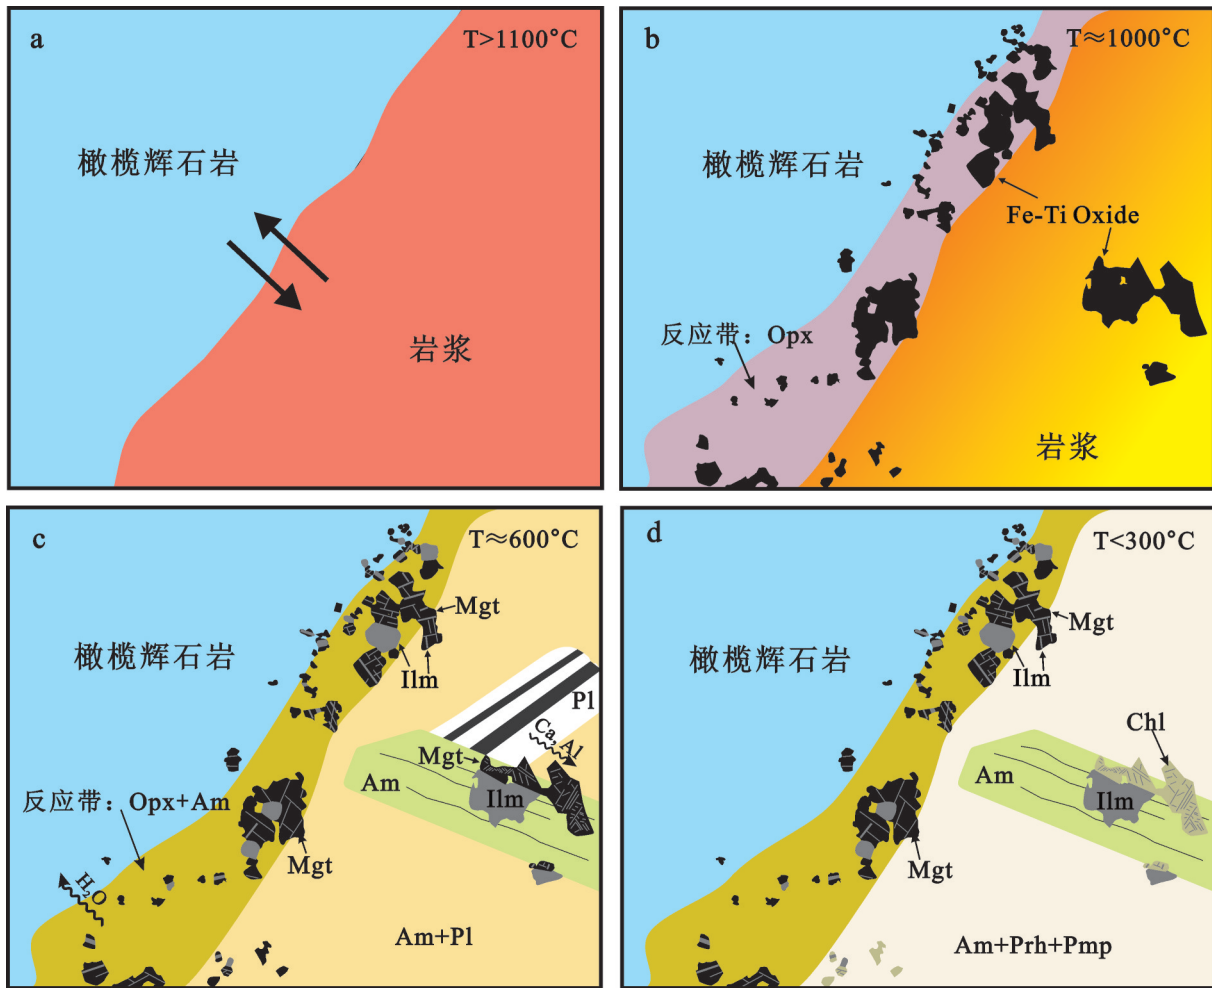 a
T>1100°C
橄榄辉石岩
岩浆
b
T≈1000°C
橄榄辉石岩
Fe-Ti Oxide
反应带：Opx
岩浆
c
T≈600°C
Mgt
橄榄辉石岩
Ilm
Pl
Ca, Al
Mgt
Am
Ilm
反应带：Opx+Am
Mgt
H₂O
Am+Pl
d
T<300°C
Mgt
橄榄辉石岩
Ilm
Chl
Am
Ilm
Mgt
Am+Prh+Pmp